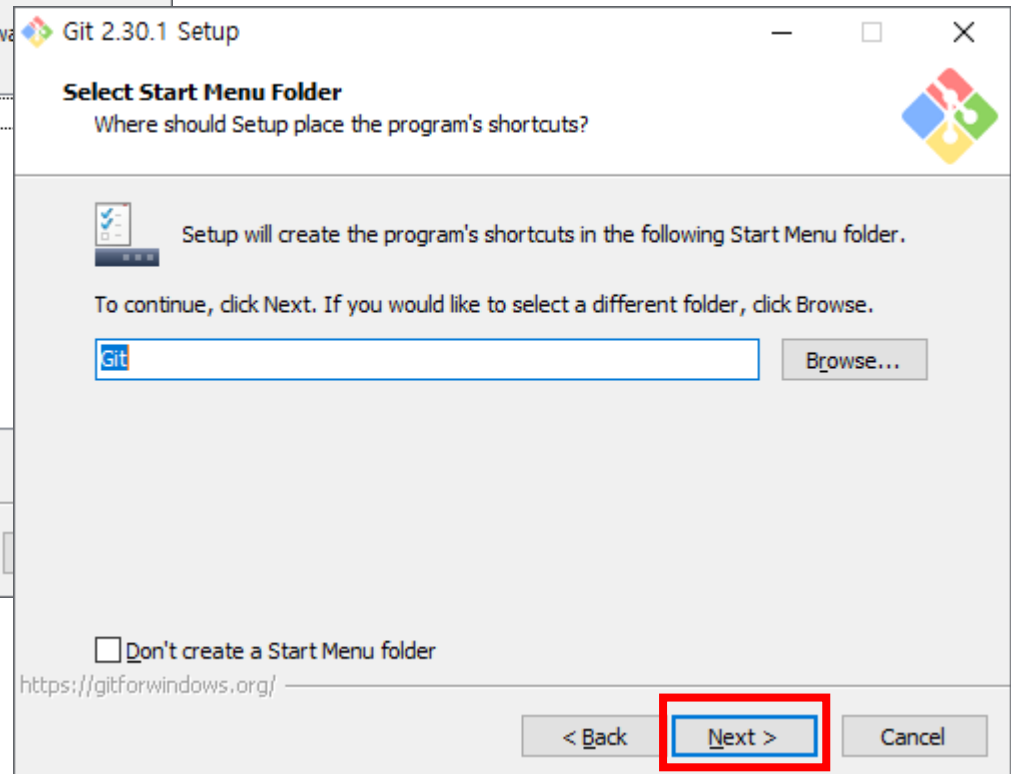 Git 2.30.1 Setup
Select Start Menu Folder
Where should Setup place the program's shortcuts?
Setup will create the program's shortcuts in the following Start Menu folder.
To continue, click Next. If you would like to select a different folder, click Browse.
Git
Browse...
Don't create a Start Menu folder
https://gitforwindows.org/
< Back
Next >
Cancel